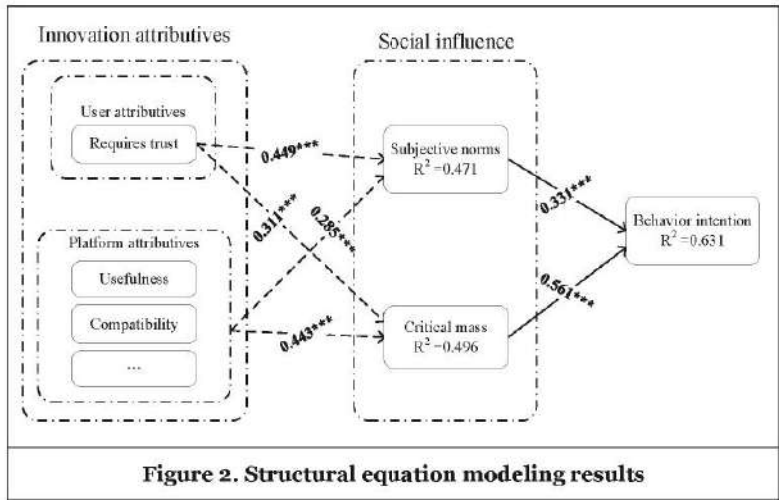 Innovation attributives
Social influence
User attributives
Requires trust
0.449***
Subjective norms
R² =0.471
0.311***
0.285***
0.331***
Behavior intention
R² =0.631
Platform attributives
Usefulness
Compatibility
...
0.443***
Critical mass
R² =0.496
0.561***
Figure 2. Structural equation modeling results